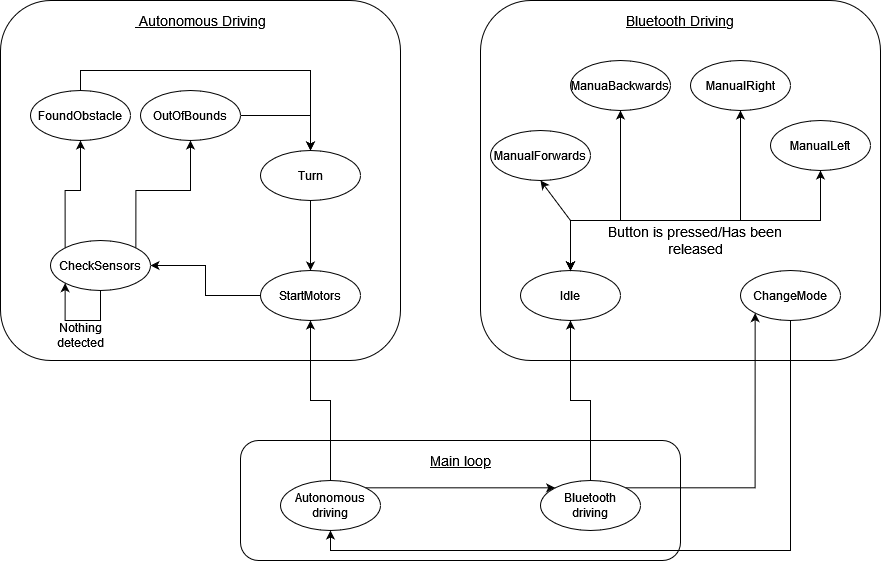 Autonomous Driving
FoundObstacle
OutOfBounds
Turn
CheckSensors
StartMotors
Nothing
detected
Bluetooth Driving
ManuaBackwards
ManualRight
ManualForwards
ManualLeft
Button is pressed/Has been
released
Idle
ChangeMode
Main loop
Autonomous
driving
Bluetooth
driving